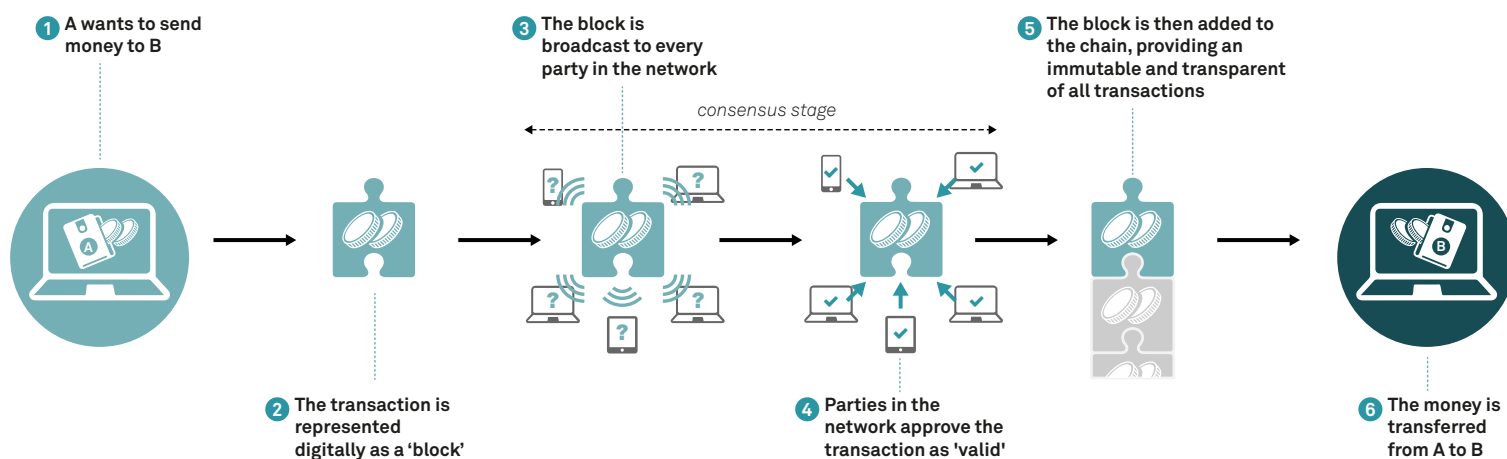 1 A wants to send
money to B
2 The transaction is
represented
digitally as a ‘block’
3 The block is
broadcast to every
party in the network
consensus stage
4 Parties in the
network approve the
transaction as 'valid'
5 The block is then added to
the chain, providing an
immutable and transparent
of all transactions
6 The money is
transferred
from A to B
A
?
?
?
?
?
B